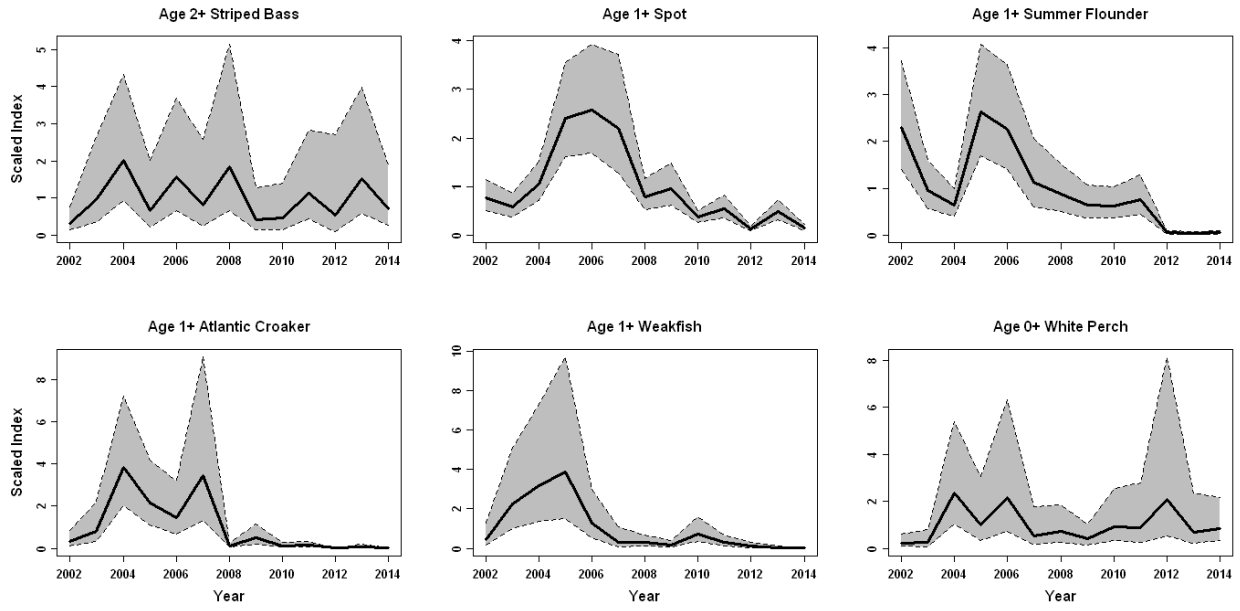 Age 2+ Striped Bass
Age 1+ Spot
Age 1+ Summer Flounder
Scaled Index
5
4
3
2
1
0
2002 2004 2006 2008 2010 2012 2014
4
3
2
1
0
2002 2004 2006 2008 2010 2012 2014
4
3
2
1
0
2002 2004 2006 2008 2010 2012 2014
Age 1+ Atlantic Croaker
Age 1+ Weakfish
Age 0+ White Perch
Scaled Index
8
6
4
2
0
2002 2004 2006 2008 2010 2012 2014
Year
10
8
6
4
2
0
2002 2004 2006 2008 2010 2012 2014
Year
8
6
4
2
0
2002 2004 2006 2008 2010 2012 2014
Year